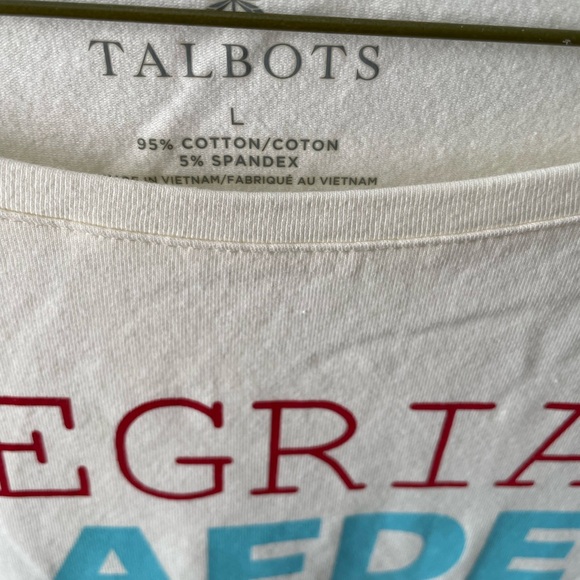 TALBOTS
L
95% COTTON/COTON
5% SPANDEX
IN VIETNAM/FABRIQUÉ AU VIETNAM
EGRIA